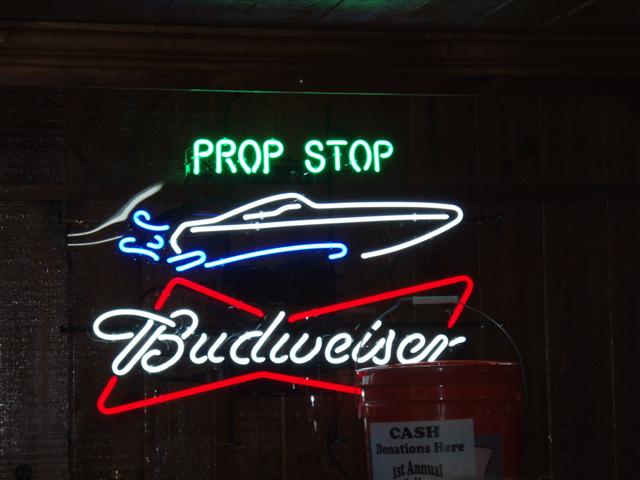 PROP STOP
Budweiser
CASH
Donations Here
1st Annual